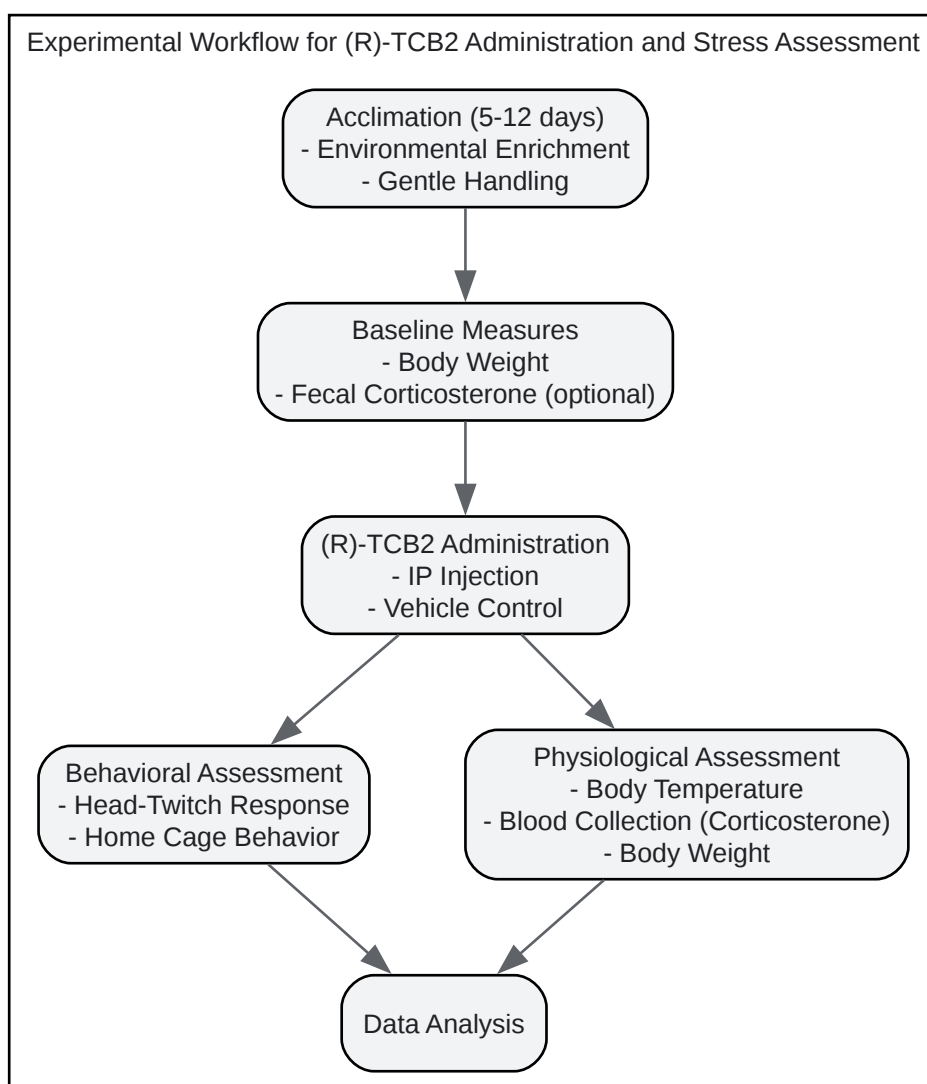 Experimental Workflow for (R)-TCB2 Administration and Stress Assessment
Acclimation (5-12 days)
- Environmental Enrichment
- Gentle Handling
Baseline Measures
- Body Weight
- Fecal Corticosterone (optional)
(R)-TCB2 Administration
- IP Injection
- Vehicle Control
Behavioral Assessment
- Head-Twitch Response
- Home Cage Behavior
Physiological Assessment
- Body Temperature
- Blood Collection (Corticosterone)
- Body Weight
Data Analysis